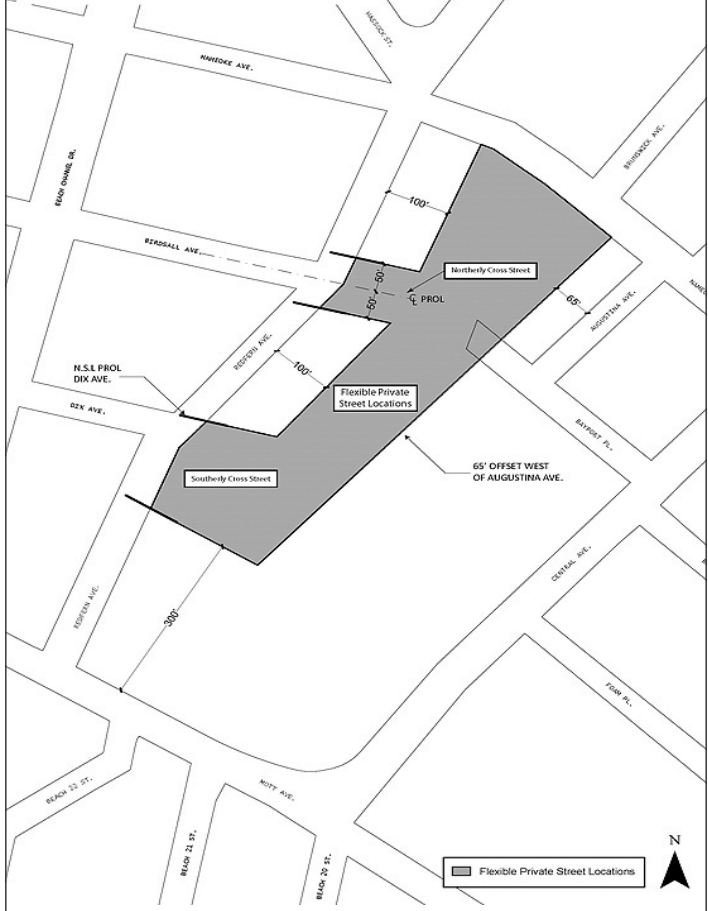 HASSOCK ST.
NAMEOKE AVE.
BRUNSWICK AVE.
BEACH CHANNEL DR.
100'
BIRDSALL AVE.
Northerly Cross Street
50'
50'
℄ PROL
65'
AUGUSTINA AVE.
REDFERN AVE.
N.S.L PROL
DIX AVE.
100'
Flexible Private
Street Locations
DIX AVE.
BAYPORT PL.
65' OFFSET WEST
OF AUGUSTINA AVE.
Southerly Cross Street
CENTRAL AVE.
REDFERN AVE.
300'
FOAM PL.
BEACH 22 ST.
MOTT AVE.
BEACH 21 ST.
BEACH 20 ST.
N
Flexible Private Street Locations